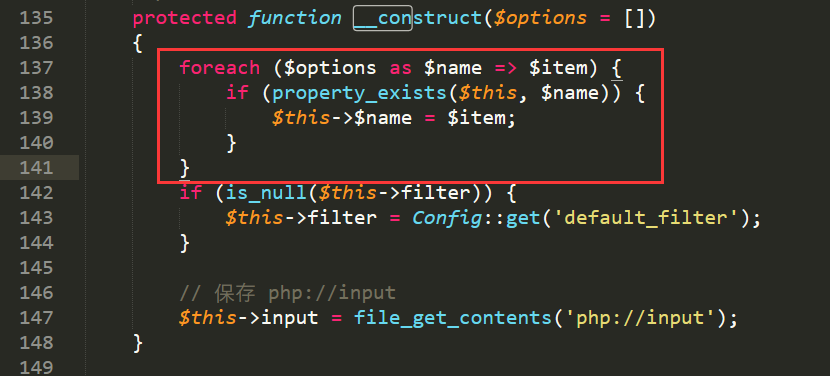 135 protected function __construct($options = [])
136 {
137 foreach ($options as $name => $item) {
138 if (property_exists($this, $name)) {
139 $this->$name = $item;
140 }
141 }
142 if (is_null($this->filter)) {
143 $this->filter = Config::get('default_filter');
144 }
145
146 // 保存 php://input
147 $this->input = file_get_contents('php://input');
148 }
149